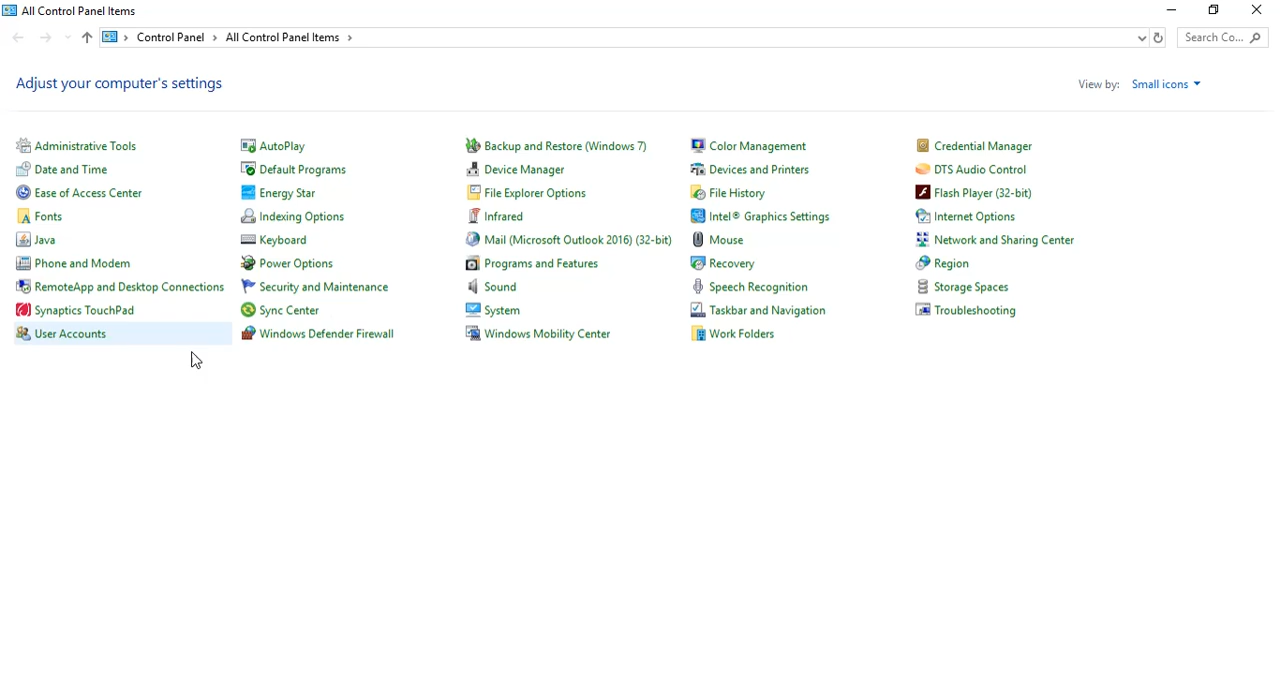 All Control Panel Items
Control Panel > All Control Panel Items >
Search Co...
Adjust your computer's settings
View by: Small icons
Administrative Tools
AutoPlay
Backup and Restore (Windows 7)
Color Management
Credential Manager
Date and Time
Default Programs
Device Manager
Devices and Printers
DTS Audio Control
Ease of Access Center
Energy Star
File Explorer Options
File History
Flash Player (32-bit)
Fonts
Indexing Options
Infrared
Intel® Graphics Settings
Internet Options
Java
Keyboard
Mail (Microsoft Outlook 2016) (32-bit)
Mouse
Network and Sharing Center
Phone and Modem
Power Options
Programs and Features
Recovery
Region
RemoteApp and Desktop Connections
Security and Maintenance
Sound
Speech Recognition
Storage Spaces
Synaptics TouchPad
Sync Center
System
Taskbar and Navigation
Troubleshooting
User Accounts
Windows Defender Firewall
Windows Mobility Center
Work Folders